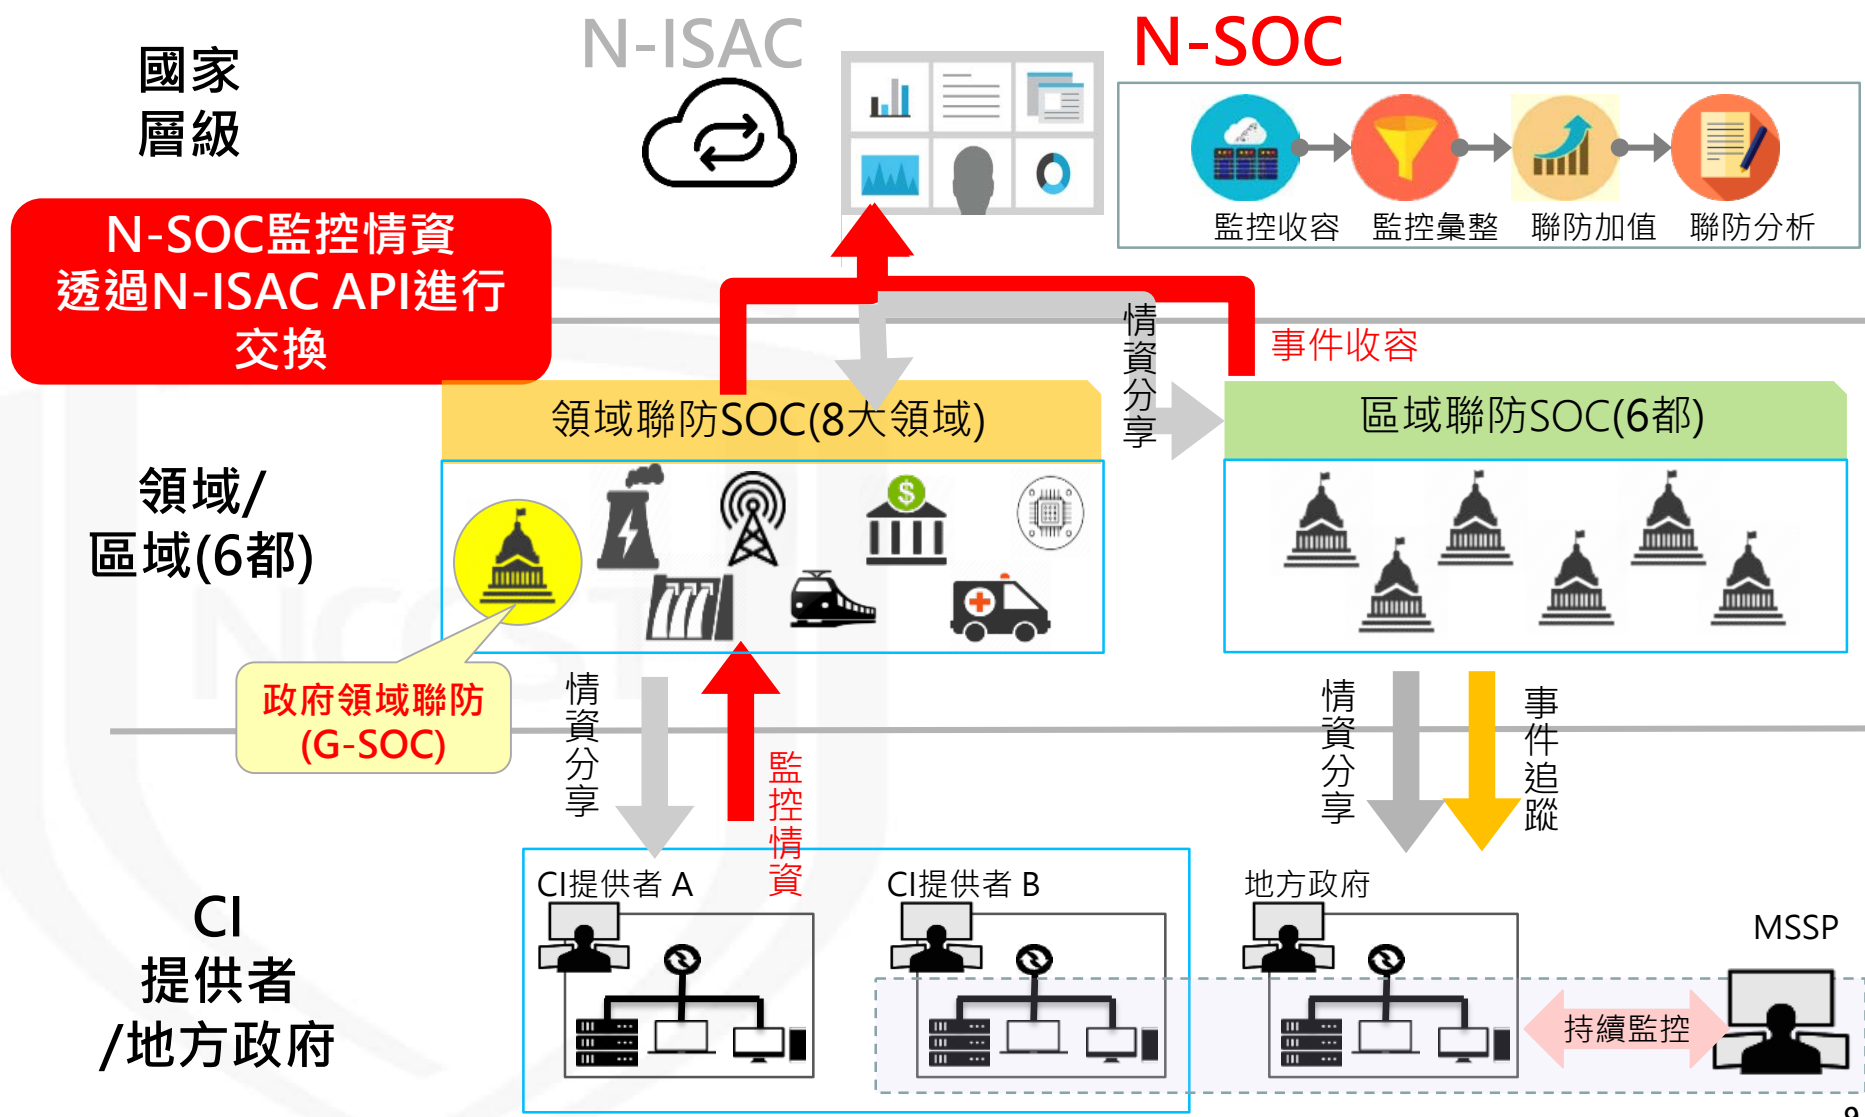 國家
層級
N-ISAC
N-SOC
監控收容
監控彙整
聯防加值
聯防分析
N-SOC監控情資
透過N-ISAC API進行
交換
情資分享
事件收容
領域聯防SOC(8大領域)
區域聯防SOC(6都)
領域/
區域(6都)
$
政府領域聯防
(G-SOC)
情資分享
監控情資
情資分享
事件追蹤
CI
提供者
/地方政府
CI提供者 A
CI提供者 B
地方政府
MSSP
持續監控